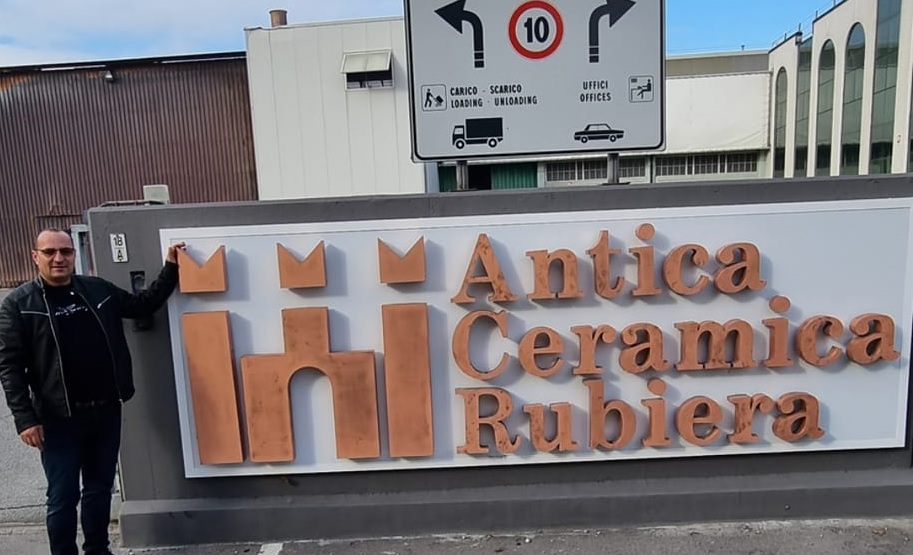 10
CARICO - SCARICO
LOADING - UNLOADING
UFFICI
OFFICES
18
A
Antica
Ceramica
Rubiera